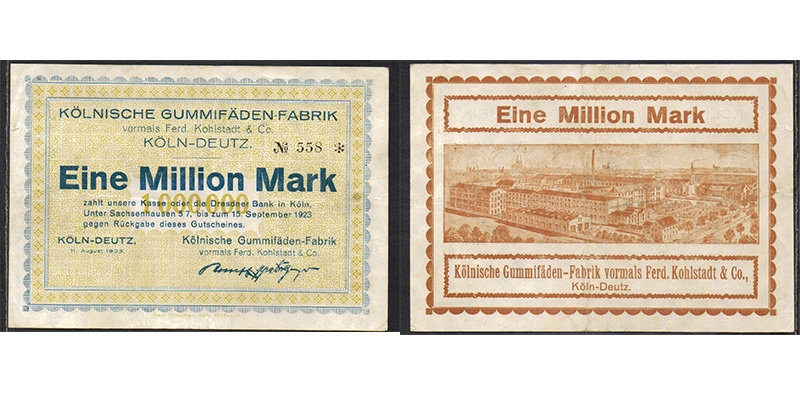 KÖLNISCHE GUMMIFÄDEN-FABRIK
vormals Ferd. Kohlstadt & Co.
KÖLN-DEUTZ.
№ 558 *
Eine Million Mark
1000000
zahlt unsere Kasse oder die Dresdner Bank in Köln,
Unter Sachsenhausen 5 7, bis zum 15. September 1923
gegen Rückgabe dieses Gutscheines.
KÖLN-DEUTZ.
11. August 1923.
Kölnische Gummifäden-Fabrik
vormals Ferd. Kohlstadt & Co.
Eine Million Mark
Kölnische Gummifäden-Fabrik vormals Ferd. Kohlstadt & Co.,
Köln-Deutz.